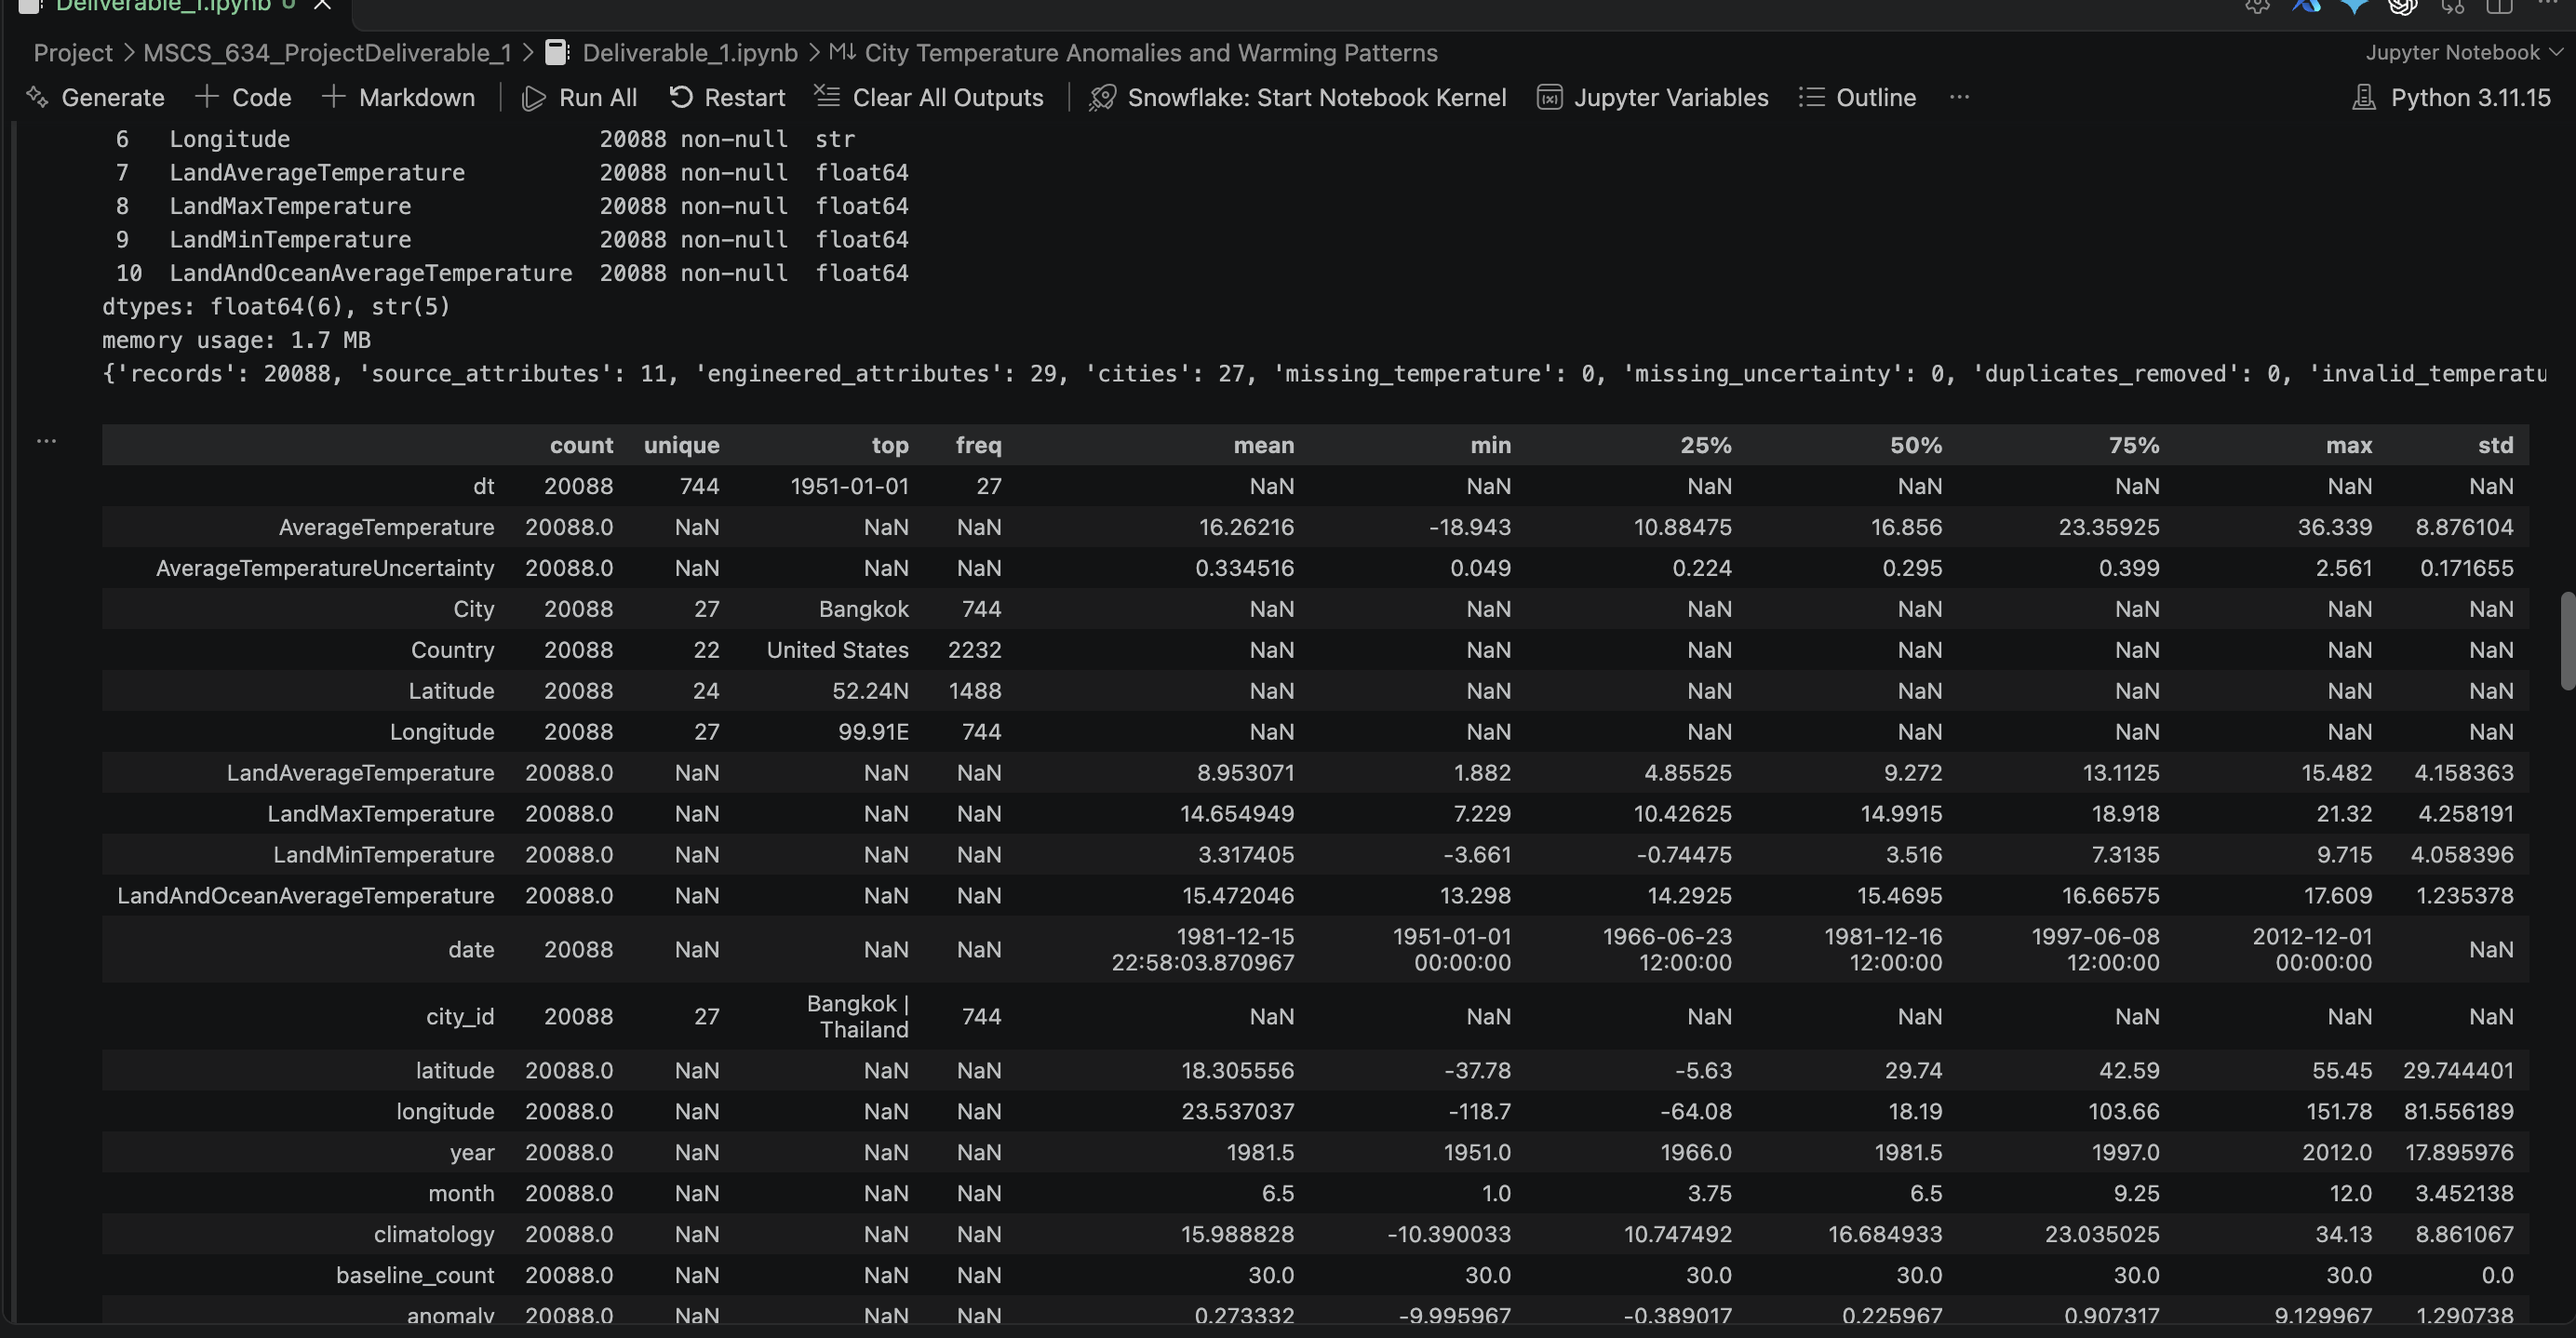 Deliverable_1.ipynb U
Project > MSCS_634_ProjectDeliverable_1 > Deliverable_1.ipynb > M↓ City Temperature Anomalies and Warming Patterns
Jupyter Notebook
Generate + Code + Markdown Run All Restart Clear All Outputs Snowflake: Start Notebook Kernel Jupyter Variables Outline ... Python 3.11.15
6 Longitude 20088 non-null str
7 LandAverageTemperature 20088 non-null float64
8 LandMaxTemperature 20088 non-null float64
9 LandMinTemperature 20088 non-null float64
10 LandAndOceanAverageTemperature 20088 non-null float64
dtypes: float64(6), str(5)
memory usage: 1.7 MB
{'records': 20088, 'source_attributes': 11, 'engineered_attributes': 29, 'cities': 27, 'missing_temperature': 0, 'missing_uncertainty': 0, 'duplicates_removed': 0, 'invalid_temperatu
...
count unique top freq mean min 25% 50% 75% max std
dt 20088 744 1951-01-01 27 NaN NaN NaN NaN NaN NaN NaN
AverageTemperature 20088.0 NaN NaN NaN 16.26216 -18.943 10.88475 16.856 23.35925 36.339 8.876104
AverageTemperatureUncertainty 20088.0 NaN NaN NaN 0.334516 0.049 0.224 0.295 0.399 2.561 0.171655
City 20088 27 Bangkok 744 NaN NaN NaN NaN NaN NaN NaN
Country 20088 22 United States 2232 NaN NaN NaN NaN NaN NaN NaN
Latitude 20088 24 52.24N 1488 NaN NaN NaN NaN NaN NaN NaN
Longitude 20088 27 99.91E 744 NaN NaN NaN NaN NaN NaN NaN
LandAverageTemperature 20088.0 NaN NaN NaN 8.953071 1.882 4.85525 9.272 13.1125 15.482 4.158363
LandMaxTemperature 20088.0 NaN NaN NaN 14.654949 7.229 10.42625 14.9915 18.918 21.32 4.258191
LandMinTemperature 20088.0 NaN NaN NaN 3.317405 -3.661 -0.74475 3.516 7.3135 9.715 4.058396
LandAndOceanAverageTemperature 20088.0 NaN NaN NaN 15.472046 13.298 14.2925 15.4695 16.66575 17.609 1.235378
date 20088 NaN NaN NaN 1981-12-15 22:58:03.870967 1951-01-01 00:00:00 1966-06-23 12:00:00 1981-12-16 12:00:00 1997-06-08 12:00:00 2012-12-01 00:00:00 NaN
city_id 20088 27 Bangkok | Thailand 744 NaN NaN NaN NaN NaN NaN NaN
latitude 20088.0 NaN NaN NaN 18.305556 -37.78 -5.63 29.74 42.59 55.45 29.744401
longitude 20088.0 NaN NaN NaN 23.537037 -118.7 -64.08 18.19 103.66 151.78 81.556189
year 20088.0 NaN NaN NaN 1981.5 1951.0 1966.0 1981.5 1997.0 2012.0 17.895976
month 20088.0 NaN NaN NaN 6.5 1.0 3.75 6.5 9.25 12.0 3.452138
climatology 20088.0 NaN NaN NaN 15.988828 -10.390033 10.747492 16.684933 23.035025 34.13 8.861067
baseline_count 20088.0 NaN NaN NaN 30.0 30.0 30.0 30.0 30.0 30.0 0.0
anomaly 20088.0 NaN NaN NaN 0.273332 -9.995967 -0.389017 0.225967 0.907317 9.129967 1.290738